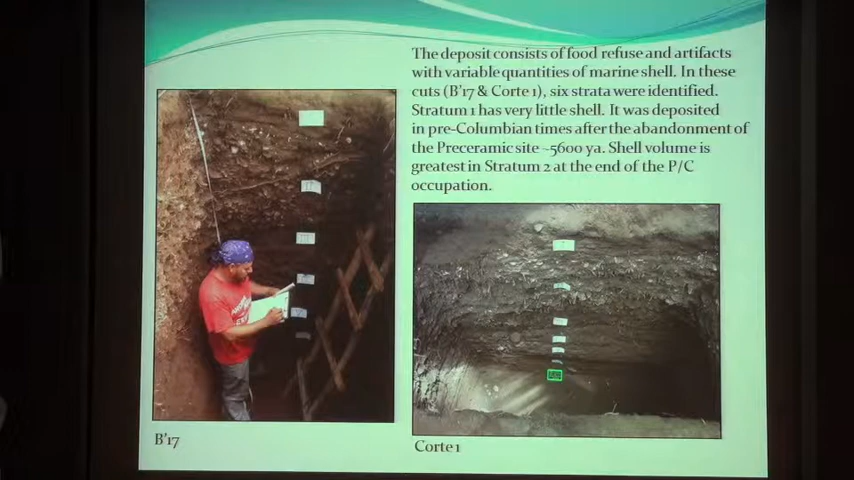 The deposit consists of food refuse and artifacts
with variable quantities of marine shell. In these
cuts (B'17 & Corte 1), six strata were identified.
Stratum 1 has very little shell. It was deposited
in pre-Columbian times after the abandonment of
the Preceramic site ~5600 ya. Shell volume is
greatest in Stratum 2 at the end of the P/C
occupation.
B'17
Corte 1